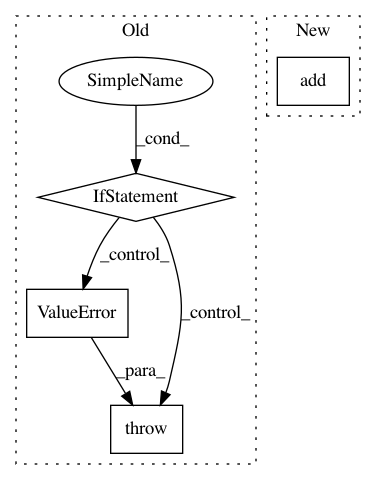 Old
New
SimpleName
add
_cond_
IfStatement
_control_
_control_
ValueError
_para_
throw